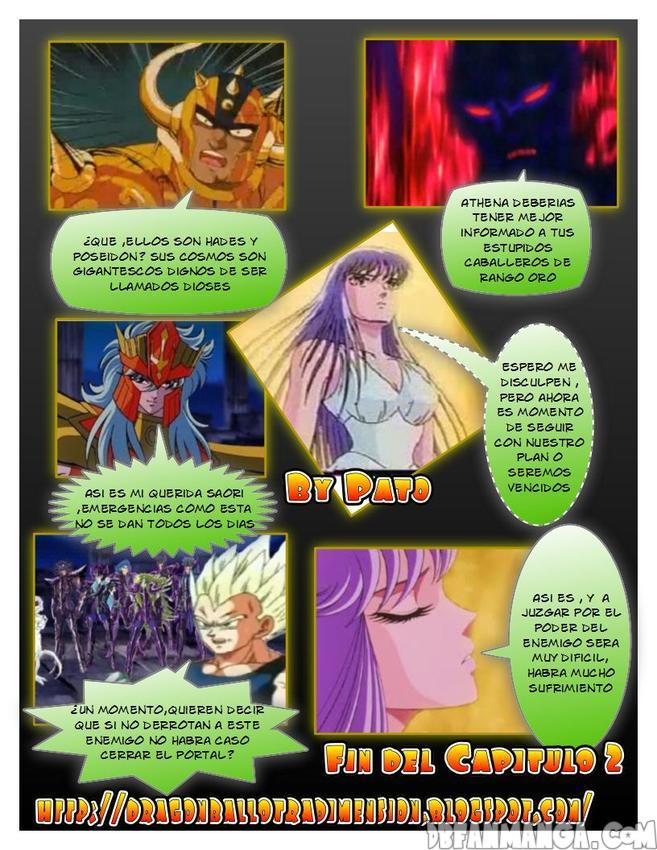 ¿QUE ,ELLOS SON HADES Y
POSEIDON? SUS COSMOS SON
GIGANTESCOS DIGNOS DE SER
LLAMADOS DIOSES
ATHENA DEBERIAS
TENER MEJOR
INFORMADO A TUS
ESTUPIDOS
CABALLEROS DE
RANGO ORO
ESPERO ME
DISCULPEN ,
PERO AHORA
ES MOMENTO
DE SEGUIR
CON NUESTRO
PLAN O
SEREMOS
VENCIDOS
ASI ES MI QUERIDA SAORI
,EMERGENCIAS COMO ESTA
NO SE DAN TODOS LOS DIAS
BY PATO
ASI ES , Y A
JUZGAR POR EL
PODER DEL
ENEMIGO SERA
MUY DIFICIL,
HABRA MUCHO
SUFRIMIENTO
¿UN MOMENTO,QUIEREN DECIR
QUE SI NO DERROTAN A ESTE
ENEMIGO NO HABRA CASO
CERRAR EL PORTAL?
FIN DEL CAPITULO 2
HTTP://DRAGONBALLOTRADIMENSION.BLOGSPOT.COM/
DBFANMANGA.COM